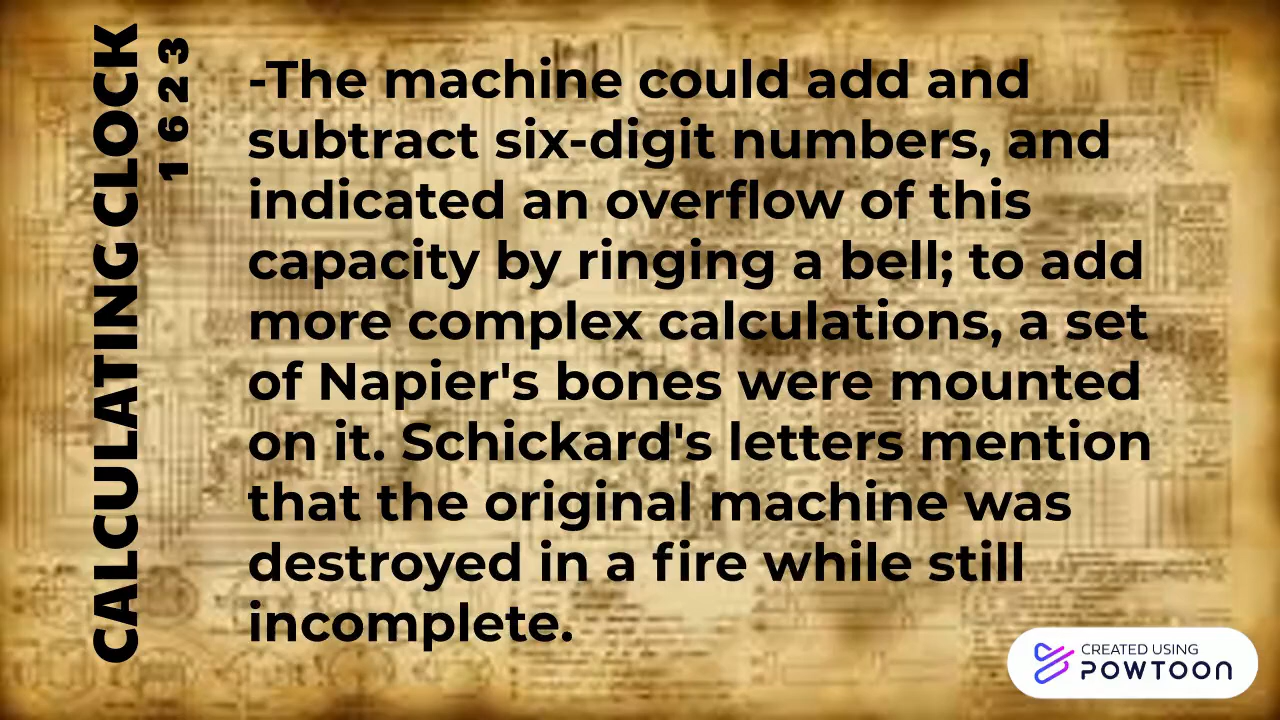 CALCULATING CLOCK
1623
-The machine could add and
subtract six-digit numbers, and
indicated an overflow of this
capacity by ringing a bell; to add
more complex calculations, a set
of Napier's bones were mounted
on it. Schickard's letters mention
that the original machine was
destroyed in a fire while still
incomplete.
CREATED USING
POWTOON